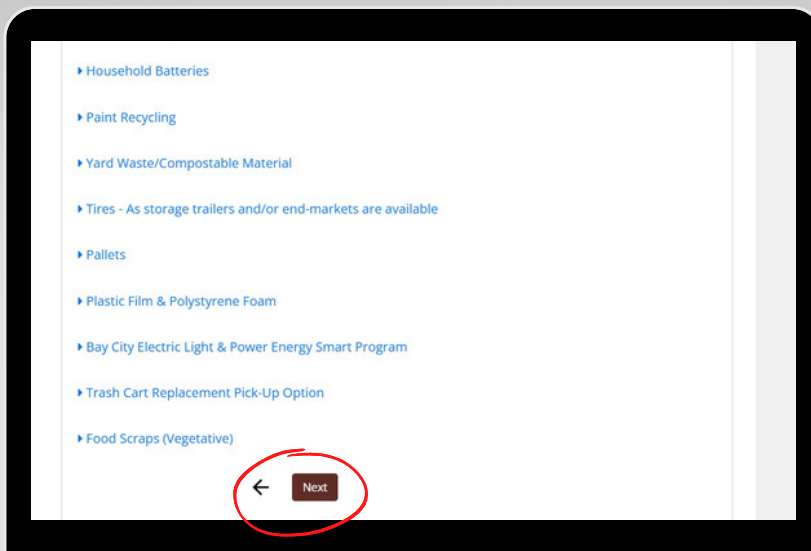 Household Batteries
Paint Recycling
Yard Waste/Compostable Material
Tires - As storage trailers and/or end-markets are available
Pallets
Plastic Film & Polystyrene Foam
Bay City Electric Light & Power Energy Smart Program
Trash Cart Replacement Pick-Up Option
Food Scraps (Vegetative)
Next